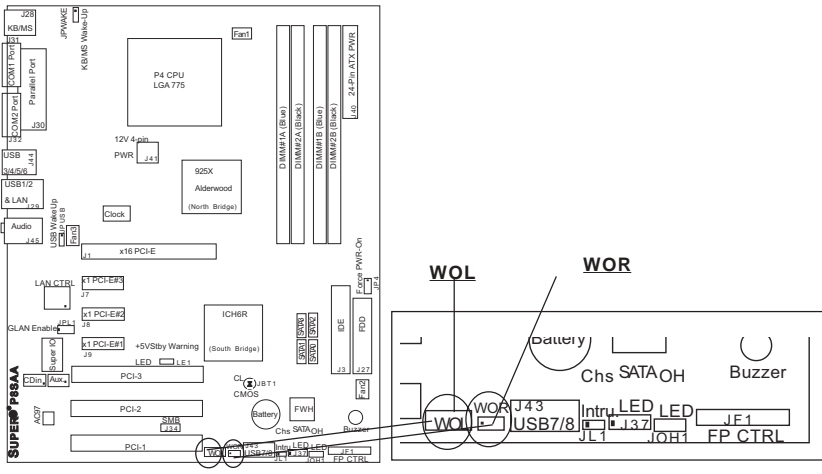 J28
KB/MS
JPWAKE
KB/MS Wake-Up
Fan1
J31
COM1 Port
Parallel Port
COM2 Port
J30
J32
P4 CPU
LGA 775
DIMM#1A (Blue)
DIMM#2A (Black)
DIMM#1B (Blue)
DIMM#2B (Black)
24-Pin ATX PWR
J40
12V 4-pin
PWR
J41
USB
3/4/5/6
J44
USB1/2
& LAN
J29
925X
Alderwood
(North Bridge)
Audio
J45
USB WakeUp
JPUSB
Fan3
Clock
J1
x16 PCI-E
Force PWR-On
JP4
LAN CTRL
x1 PCI-E#3
J7
x1 PCI-E#2
J8
JPL1
GLAN Enable
x1 PCI-E#1
J9
Super IO
+5VStby Warning
LED
LE1
ICH6R
(South Bridge)
SATA3
SATA2
SATA1
SATA0
IDE
J3
FDD
J27
CDin
Aux
PCI-3
CL
CMOS
JBT1
Fan2
SUPER P8SAA
AC97
PCI-2
SMB
J34
Battery
FWH
Buzzer
Chs SATA OH
PCI-1
WOL
WOR
J43
USB7/8
Intru.
JL1
LED
J37
LED
JOH1
JF1
FP CTRL
WOL
WOR
Battery
Chs SATA OH
Buzzer
WOL
WOR
J43
USB7/8
Intru.
JL1
LED
J37
LED
JOH1
JF1
FP CTRL